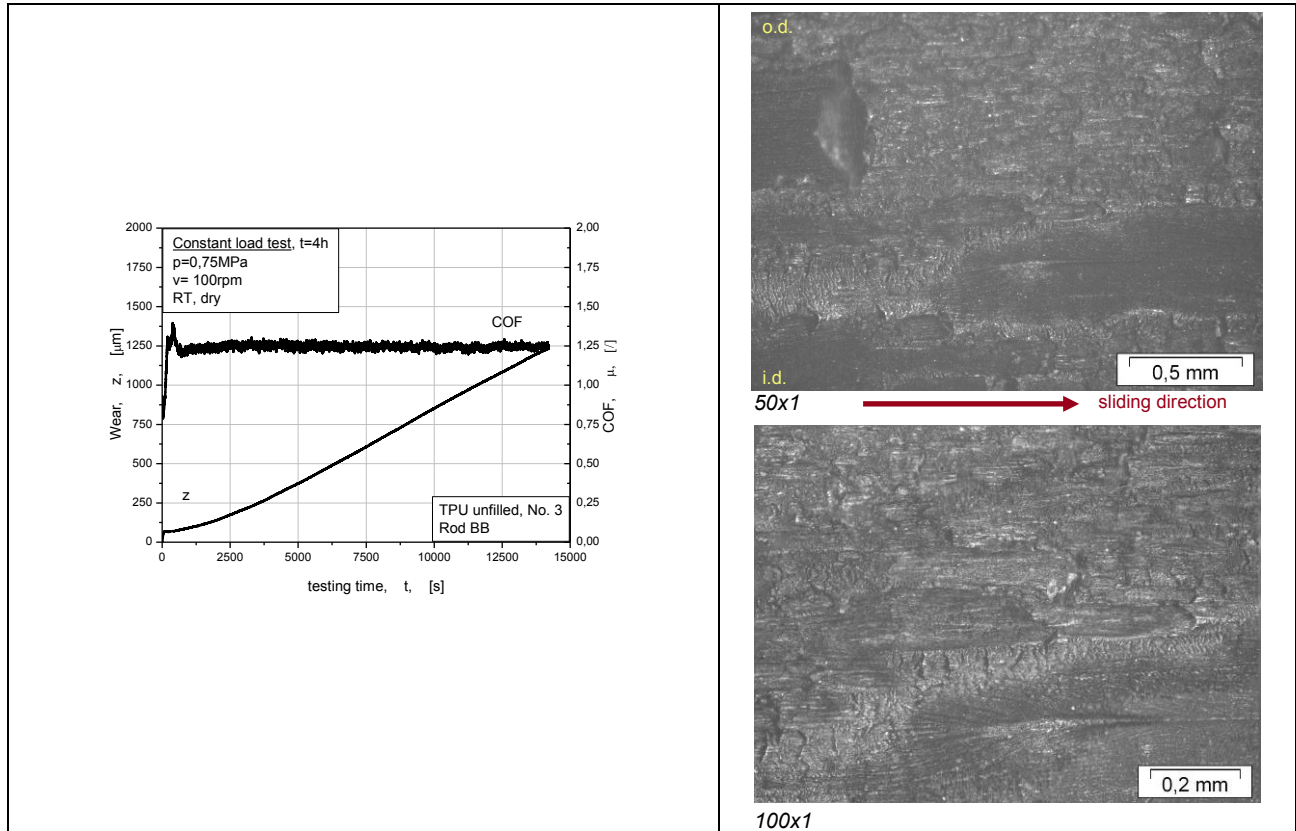 2000
1750
1500
1250
1000
750
500
250
0
Wear, z, [μm]
Constant load test, t=4h
p=0,75MPa
v= 100rpm
RT, dry
COF
z
TPU unfilled, No. 3
Rod BB
2,00
1,75
1,50
1,25
1,00
0,75
0,50
0,25
0,00
COF, μ, [/]
0 2500 5000 7500 10000 12500 15000
testing time, t, [s]
o.d.
i.d.
0,5 mm
50x1
sliding direction
0,2 mm
100x1